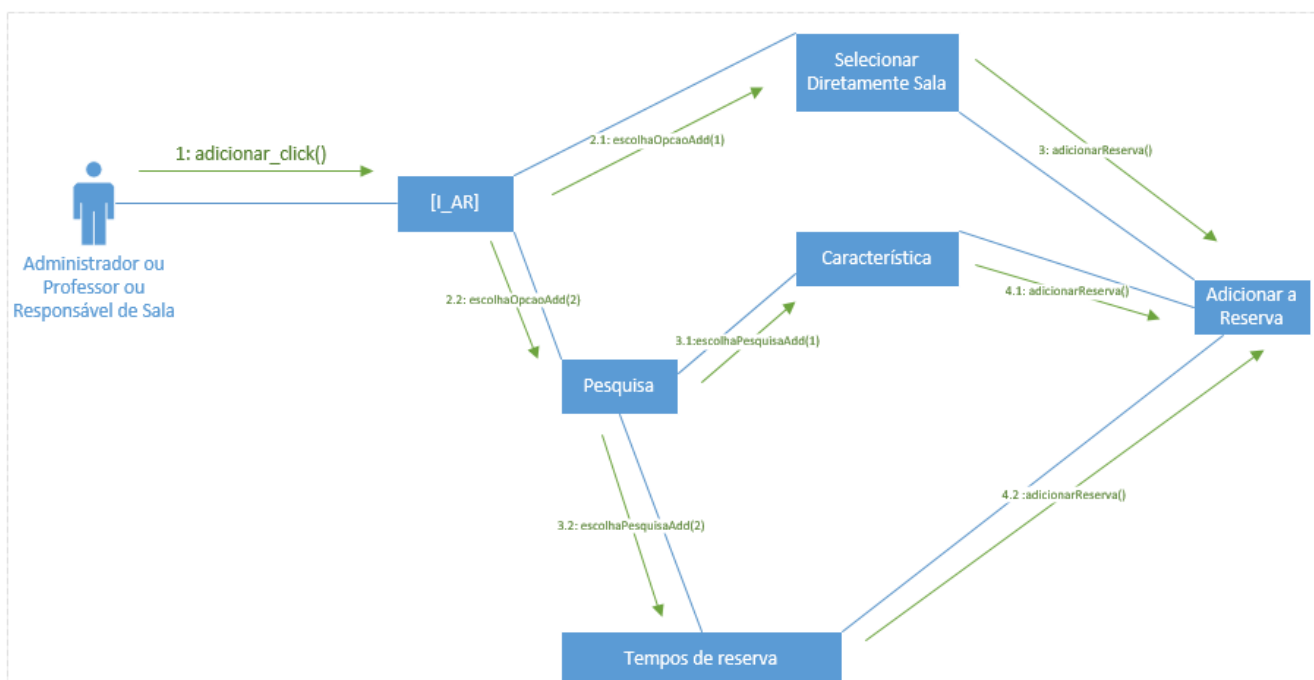 Selecionar
Diretamente Sala
2.1: escolhaOpcaoAdd(1)
1: adicionar_click()
3: adicionarReserva()
[I_AR]
Administrador ou
Professor ou
Responsável de Sala
Característica
2.2: escolhaOpcaoAdd(2)
4.1: adicionarReserva()
Adicionar a
Reserva
3.1:escolhaPesquisaAdd(1)
Pesquisa
4.2 :adicionarReserva()
3.2: escolhaPesquisaAdd(2)
Tempos de reserva